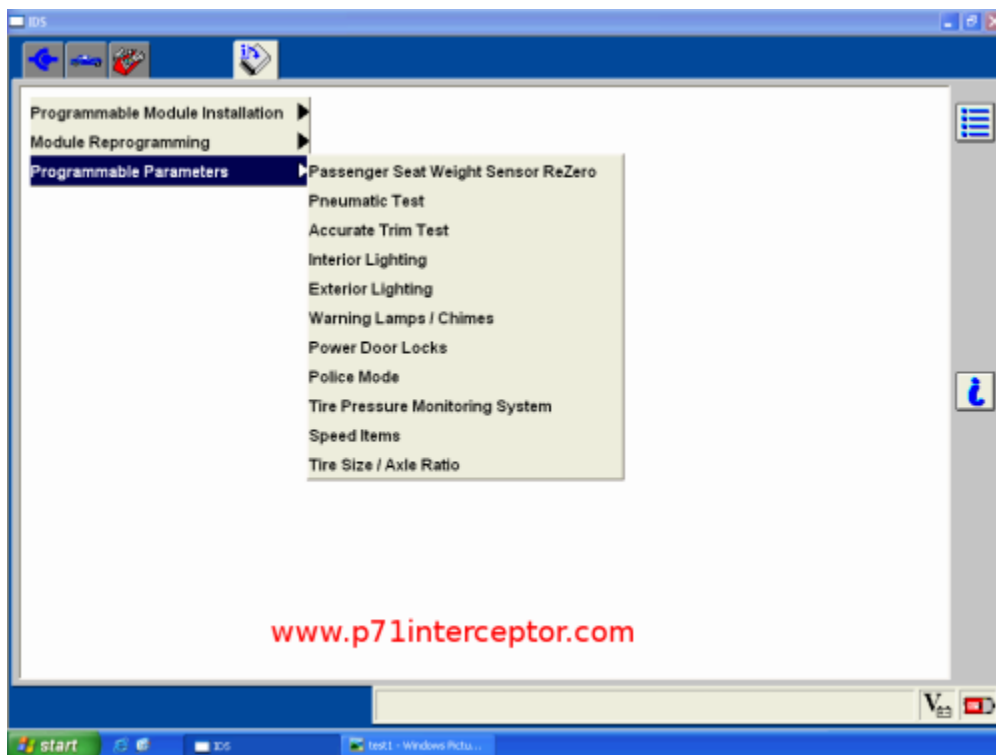 IDS
Programmable Module Installation
Module Reprogramming
Programmable Parameters
Passenger Seat Weight Sensor ReZero
Pneumatic Test
Accurate Trim Test
Interior Lighting
Exterior Lighting
Warning Lamps / Chimes
Power Door Locks
Police Mode
Tire Pressure Monitoring System
Speed Items
Tire Size / Axle Ratio
www.p71interceptor.com
V
start IDS test1 - Windows Pictu...